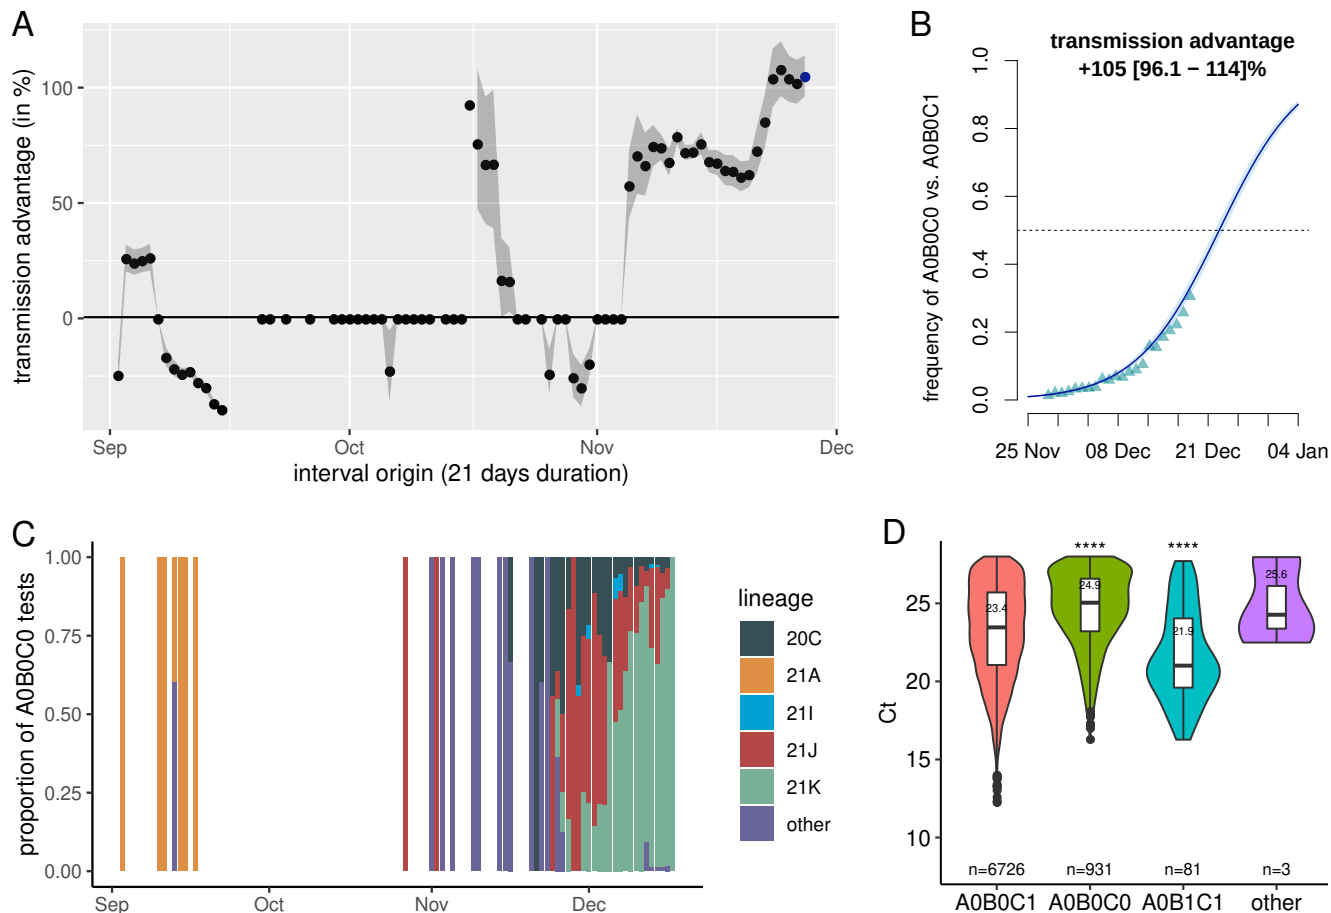 A
transmission advantage (in %)
100
50
0
Sep
Oct
Nov
Dec
interval origin (21 days duration)
B
transmission advantage
+105 [96.1 − 114]%
frequency of A0B0C0 vs. A0B0C1
1.0
0.8
0.6
0.4
0.2
0.0
25 Nov
08 Dec
21 Dec
04 Jan
C
proportion of A0B0C0 tests
1.00
0.75
0.50
0.25
0.00
Sep
Oct
Nov
Dec
lineage
20C
21A
21I
21J
21K
other
D
Ct
25
20
15
10
**** ****
23.4
24.9
21.9
25.6
n=6726
n=931
n=81
n=3
A0B0C1
A0B0C0
A0B1C1
other